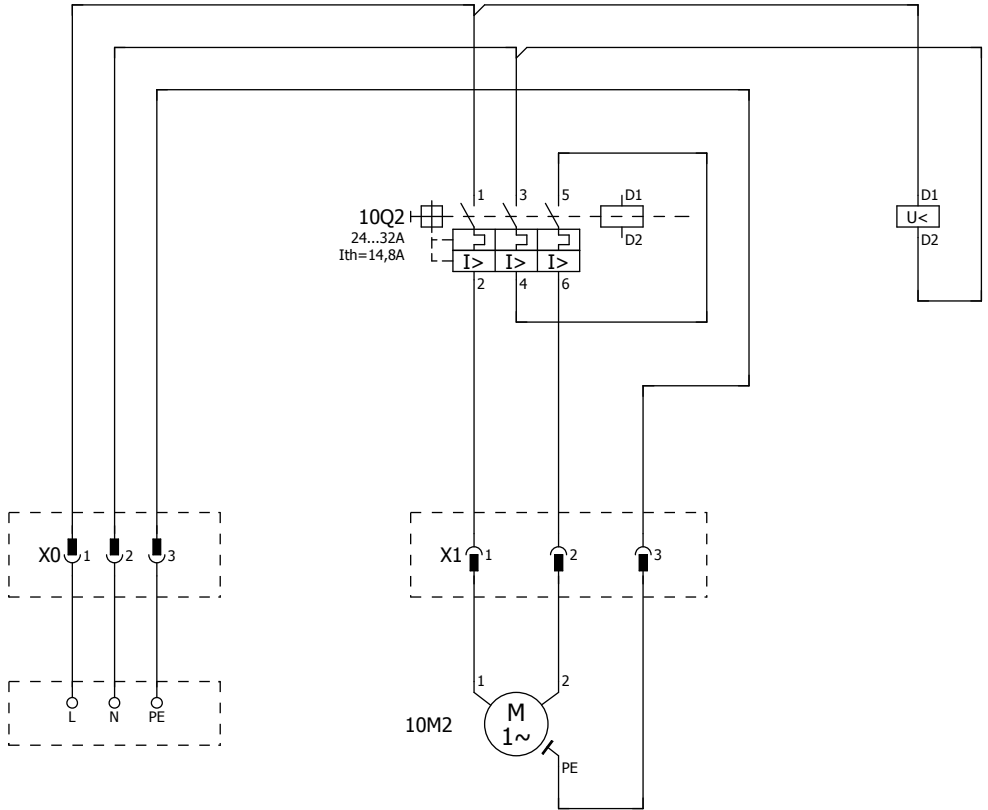 1 3 5 D1 D1
10Q2 U<
24...32A D2 D2
Ith=14,8A I> I> I>
2 4 6
X0 1 2 3 X1 1 2 3
1 2
L N PE
10M2 M
1~
PE